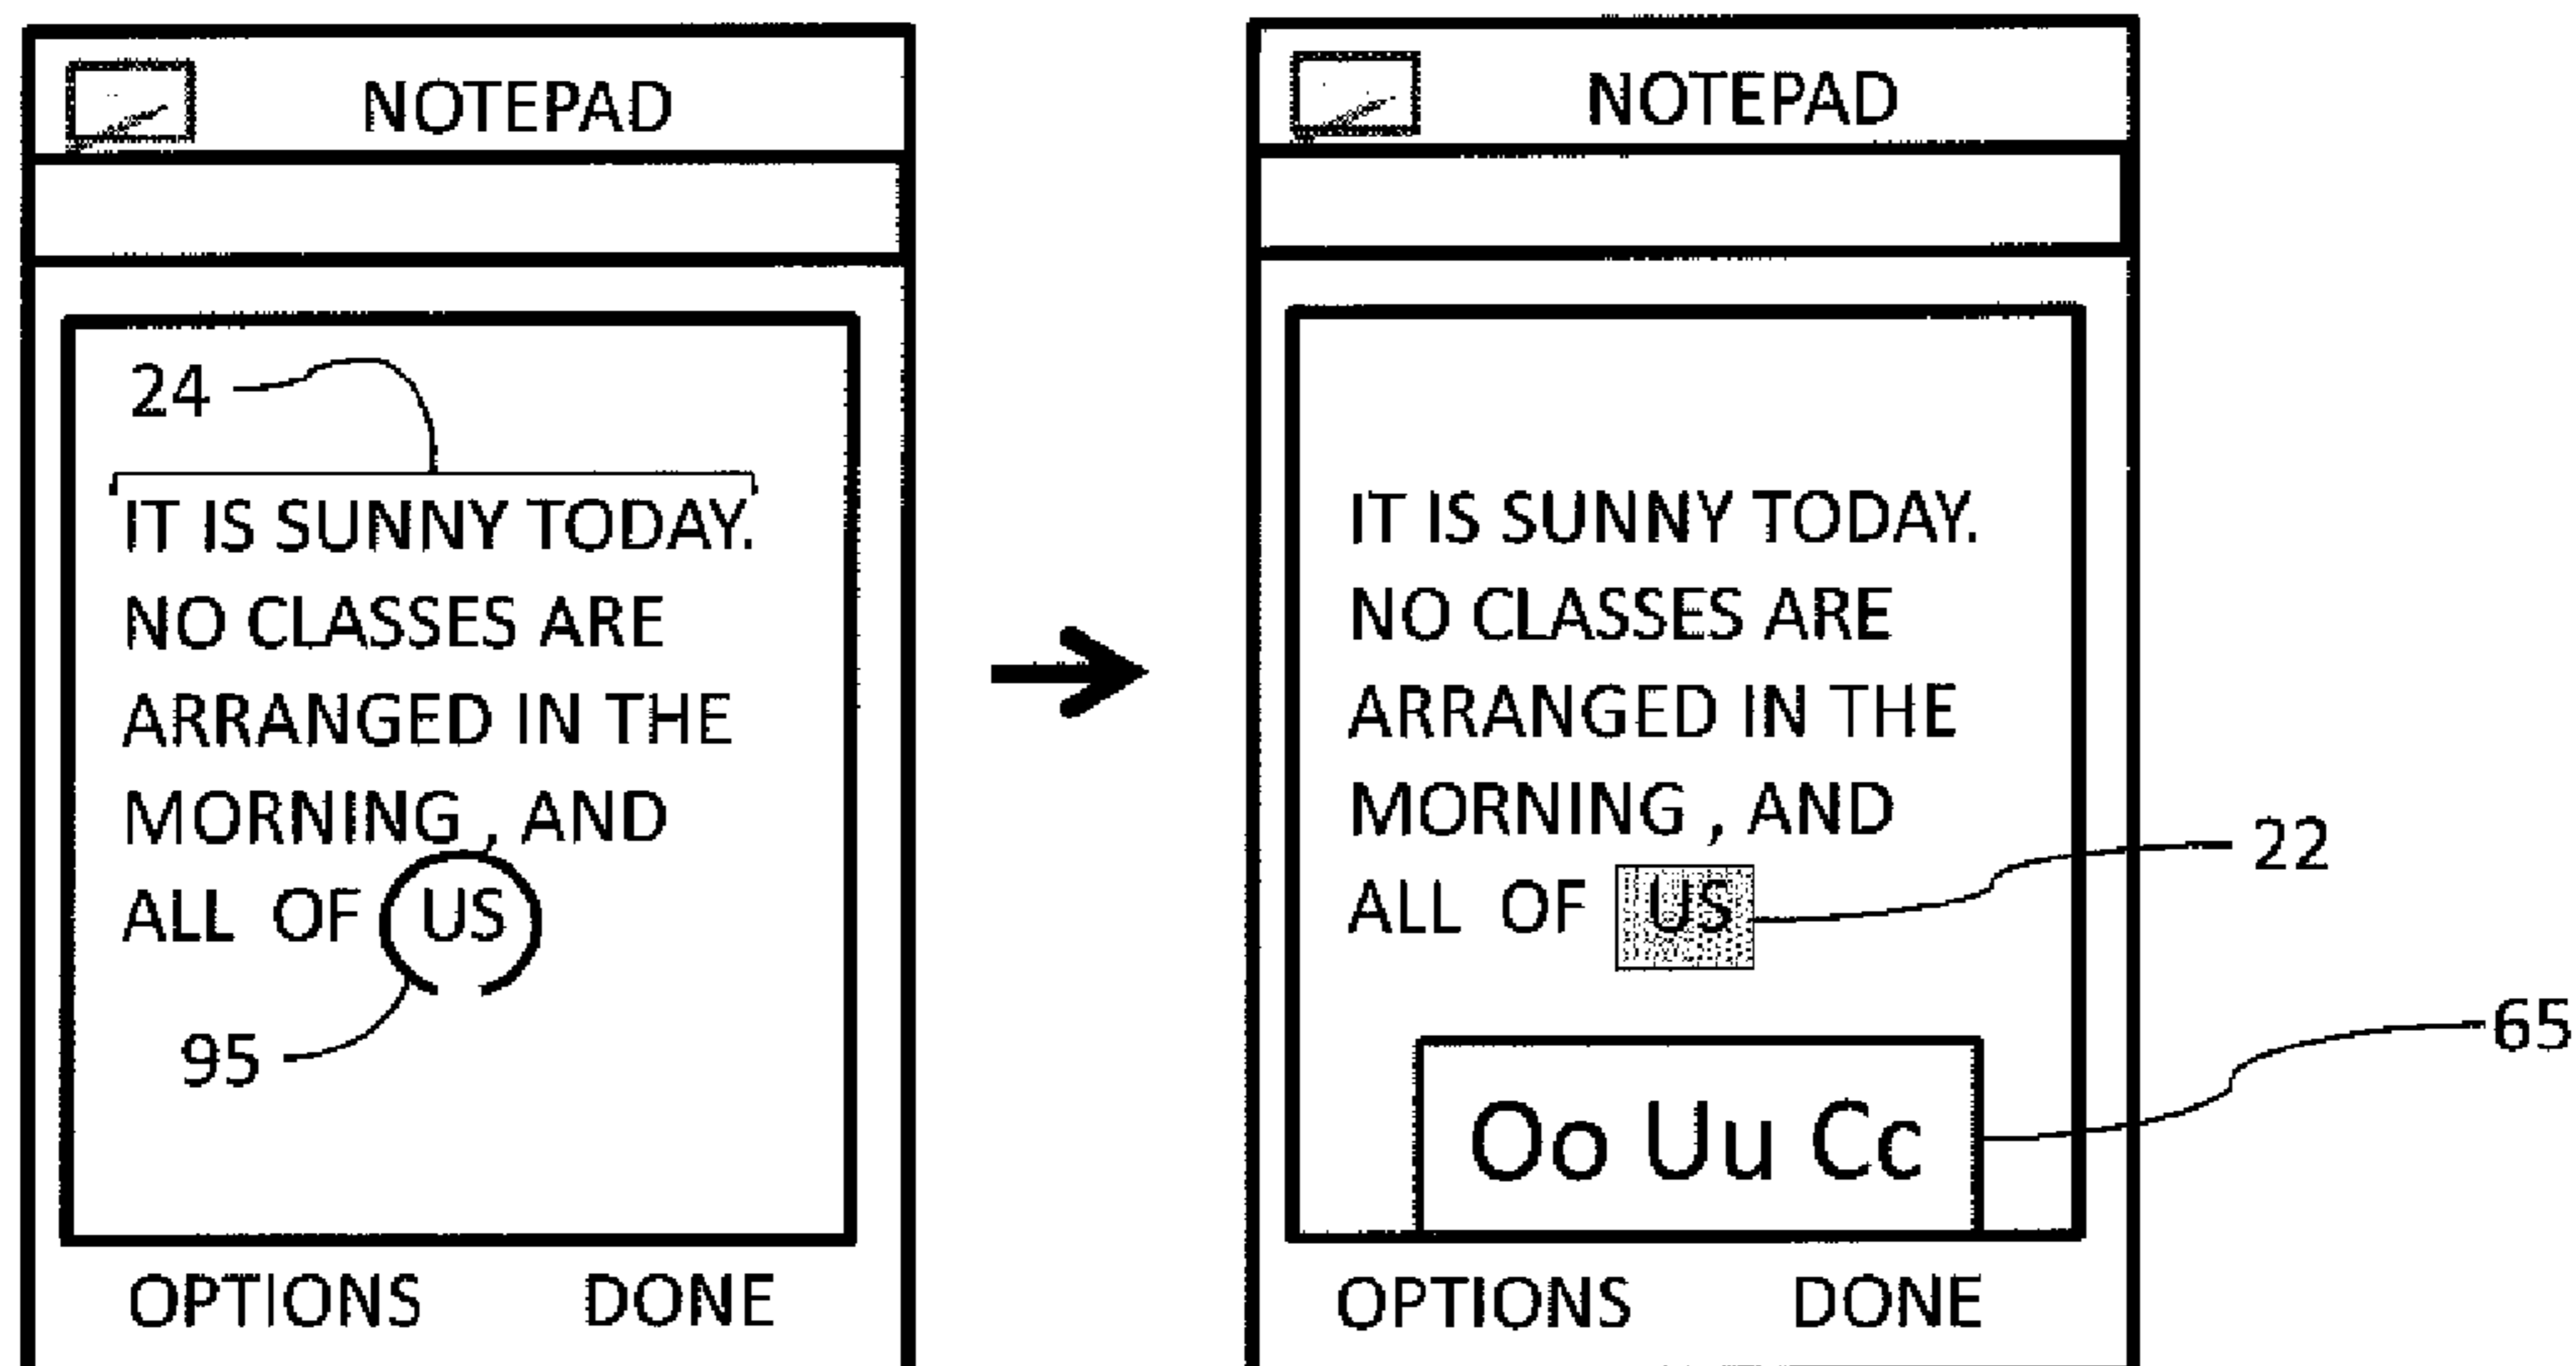 NOTEPAD
24
IT IS SUNNY TODAY.
NO CLASSES ARE
ARRANGED IN THE
MORNING , AND
ALL OF US
95
OPTIONS DONE
NOTEPAD
IT IS SUNNY TODAY.
NO CLASSES ARE
ARRANGED IN THE
MORNING , AND
ALL OF US
22
65
Oo Uu Cc
OPTIONS DONE